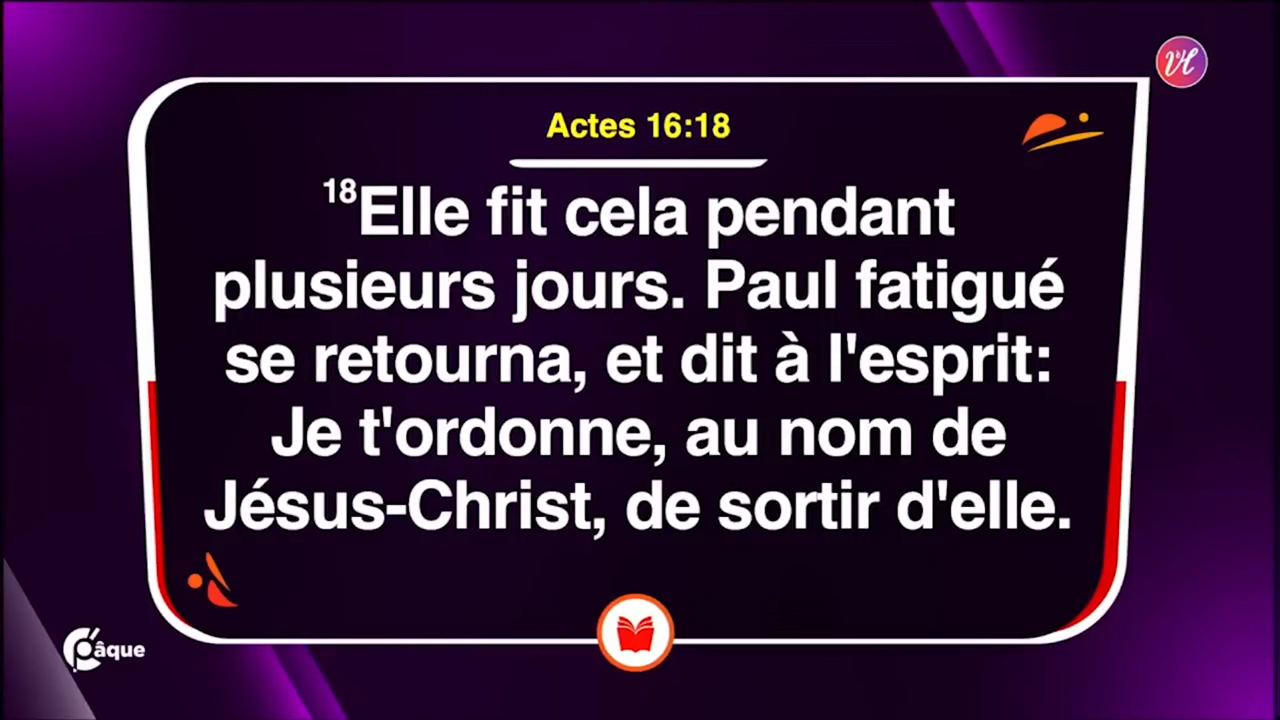 Actes 16:18
18Elle fit cela pendant
plusieurs jours. Paul fatigué
se retourna, et dit à l'esprit:
Je t'ordonne, au nom de
Jésus-Christ, de sortir d'elle.
Pâque